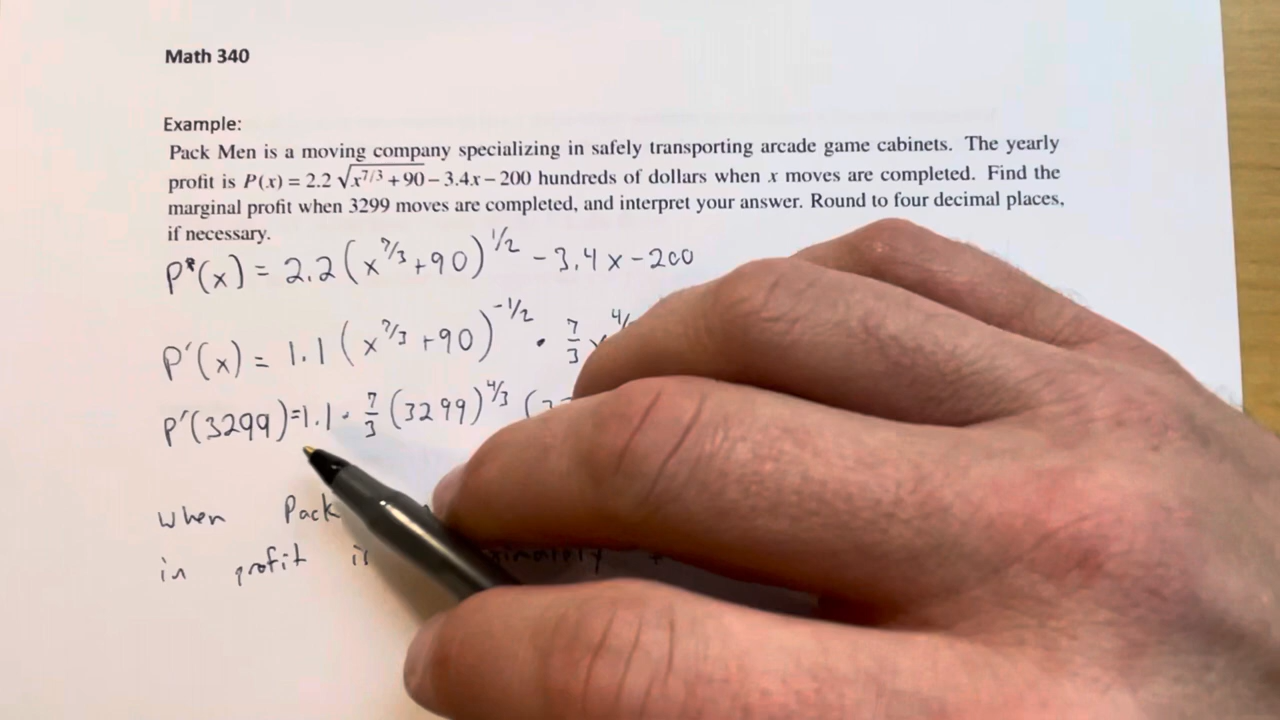 Math 340
Example:
Pack Men is a moving company specializing in safely transporting arcade game cabinets. The yearly
profit is P(x) = 2.2 √(x^{7/3} + 90) – 3.4x – 200 hundreds of dollars when x moves are completed. Find the
marginal profit when 3299 moves are completed, and interpret your answer. Round to four decimal places,
if necessary.
P(x) = 2.2 (x^{7/3} + 90)^{1/2} - 3.4x - 200
P'(x) = 1.1 (x^{7/3} + 90)^{-1/2} · 7/3 x^{4/
P'(3299) = 1.1 · 7/3 (3299)^{4/3} (
when Pack
in profit is